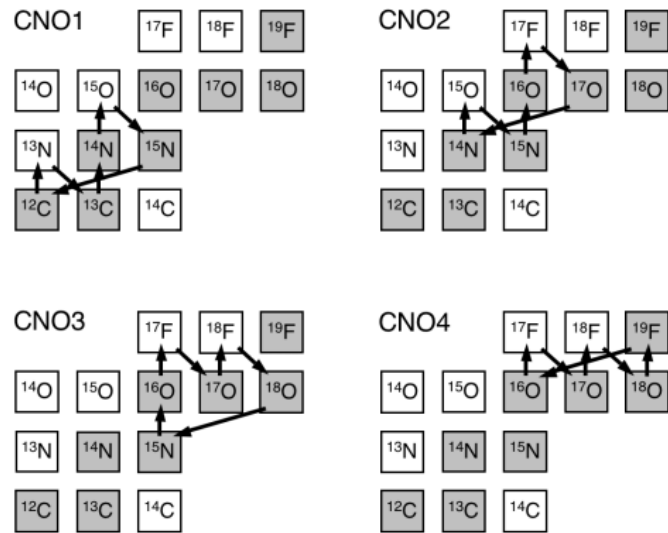 CNO1
¹⁷F ¹⁸F ¹⁹F
¹⁴O ¹⁵O ¹⁶O ¹⁷O ¹⁸O
¹³N ¹⁴N ¹⁵N
¹²C ¹³C ¹⁴C
CNO2
¹⁷F ¹⁸F ¹⁹F
¹⁴O ¹⁵O ¹⁶O ¹⁷O ¹⁸O
¹³N ¹⁴N ¹⁵N
¹²C ¹³C ¹⁴C
CNO3
¹⁷F ¹⁸F ¹⁹F
¹⁴O ¹⁵O ¹⁶O ¹⁷O ¹⁸O
¹³N ¹⁴N ¹⁵N
¹²C ¹³C ¹⁴C
CNO4
¹⁷F ¹⁸F ¹⁹F
¹⁴O ¹⁵O ¹⁶O ¹⁷O ¹⁸O
¹³N ¹⁴N ¹⁵N
¹²C ¹³C ¹⁴C